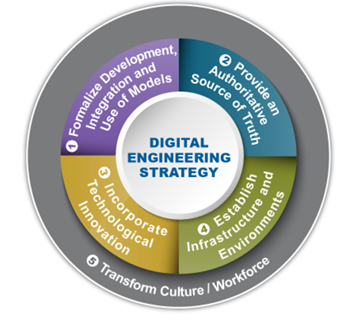 DIGITAL
ENGINEERING
STRATEGY
1 Formalize Development,
Integration and
Use of Models
2 Provide an
Authoritative
Source of Truth
3 Incorporate
Technological
Innovation
4 Establish
Infrastructure and
Environments
5 Transform Culture / Workforce